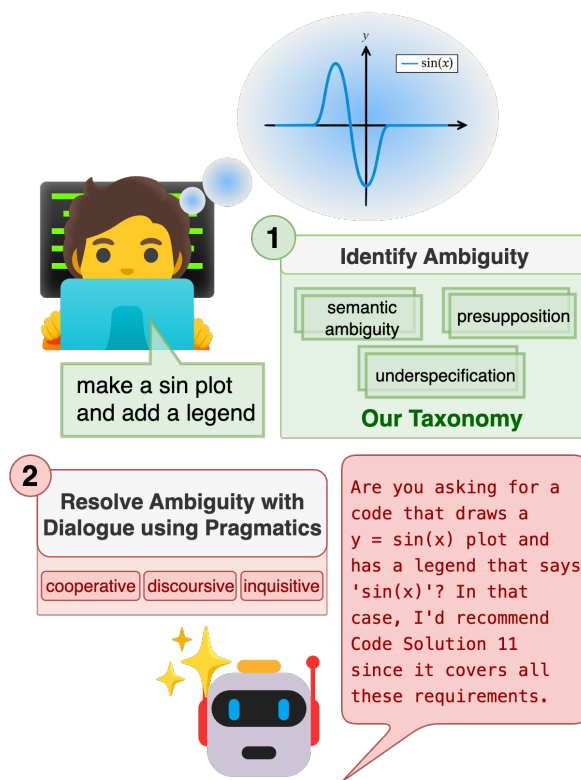 y
sin(x)
1
Identify Ambiguity
semantic
ambiguity
presupposition
underspecification
Our Taxonomy
make a sin plot
and add a legend
2
Resolve Ambiguity with
Dialogue using Pragmatics
cooperative
discoursive
inquisitive
Are you asking for a
code that draws a
y = sin(x) plot and
has a legend that says
'sin(x)'? In that
case, I'd recommend
Code Solution 11
since it covers all
these requirements.